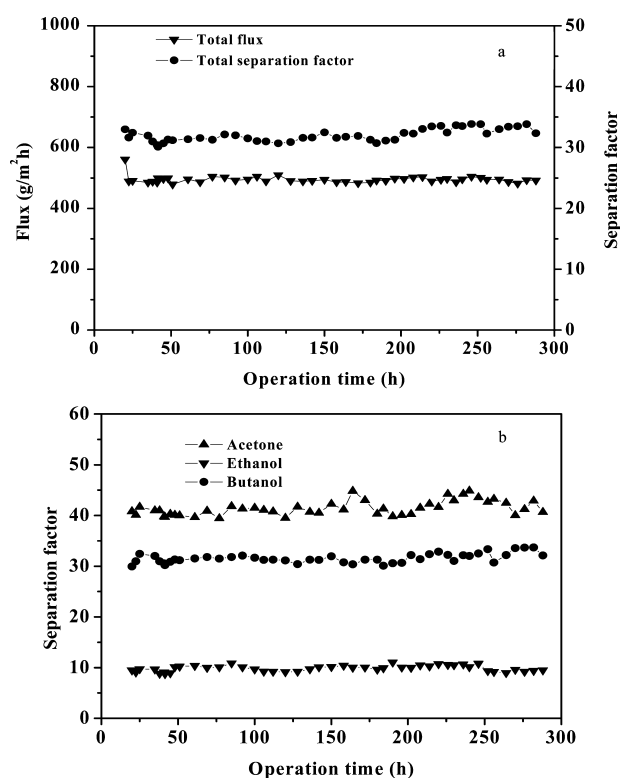 a
Total flux
Total separation factor
1000
800
600
400
200
0
Flux (g/m²h)
50
40
30
20
10
0
Separation factor
0 50 100 150 200 250 300
Operation time (h)
b
Acetone
Ethanol
Butanol
60
50
40
30
20
10
0
Separation factor
0 50 100 150 200 250 300
Operation time (h)